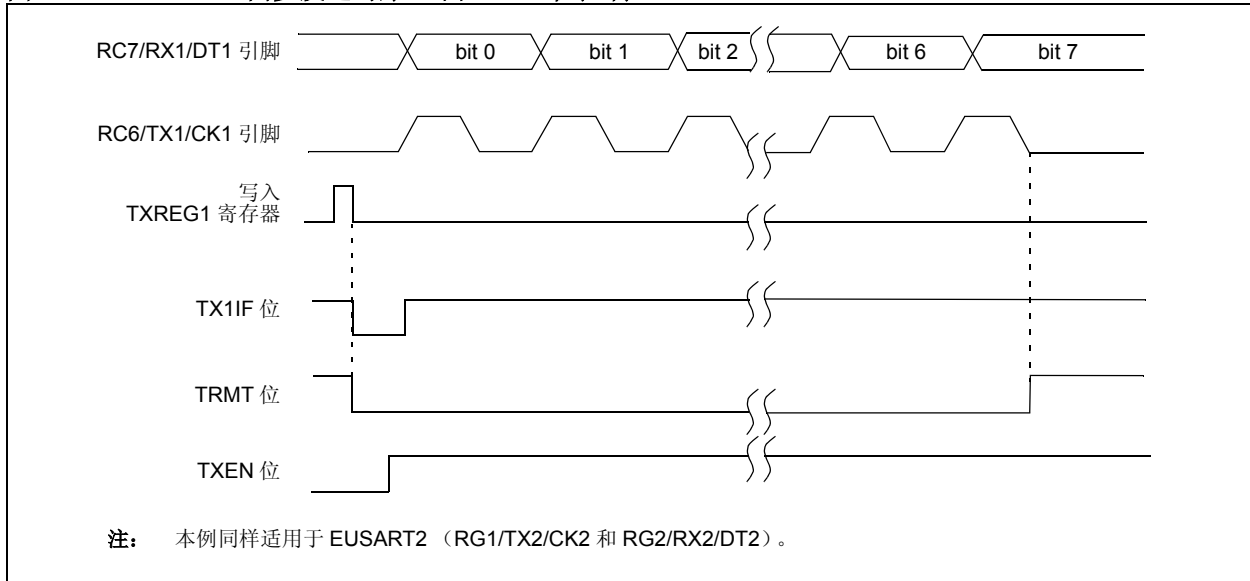 RC7/RX1/DT1 引脚
bit 0
bit 1
bit 2
bit 6
bit 7
RC6/TX1/CK1 引脚
写入
TXREG1 寄存器
TX1IF 位
TRMT 位
TXEN 位
注： 本例同样适用于 EUSART2 （RG1/TX2/CK2 和 RG2/RX2/DT2）。